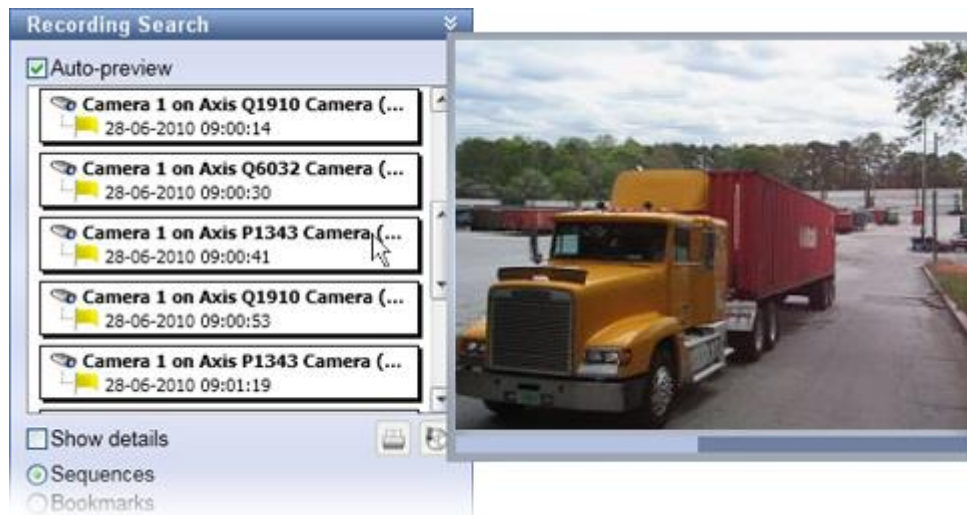 Recording Search
Auto-preview
Camera 1 on Axis Q1910 Camera (...
28-06-2010 09:00:14
Camera 1 on Axis Q6032 Camera (...
28-06-2010 09:00:30
Camera 1 on Axis P1343 Camera (...
28-06-2010 09:00:41
Camera 1 on Axis Q1910 Camera (...
28-06-2010 09:00:53
Camera 1 on Axis P1343 Camera (...
28-06-2010 09:01:19
Show details
Sequences
Bookmarks